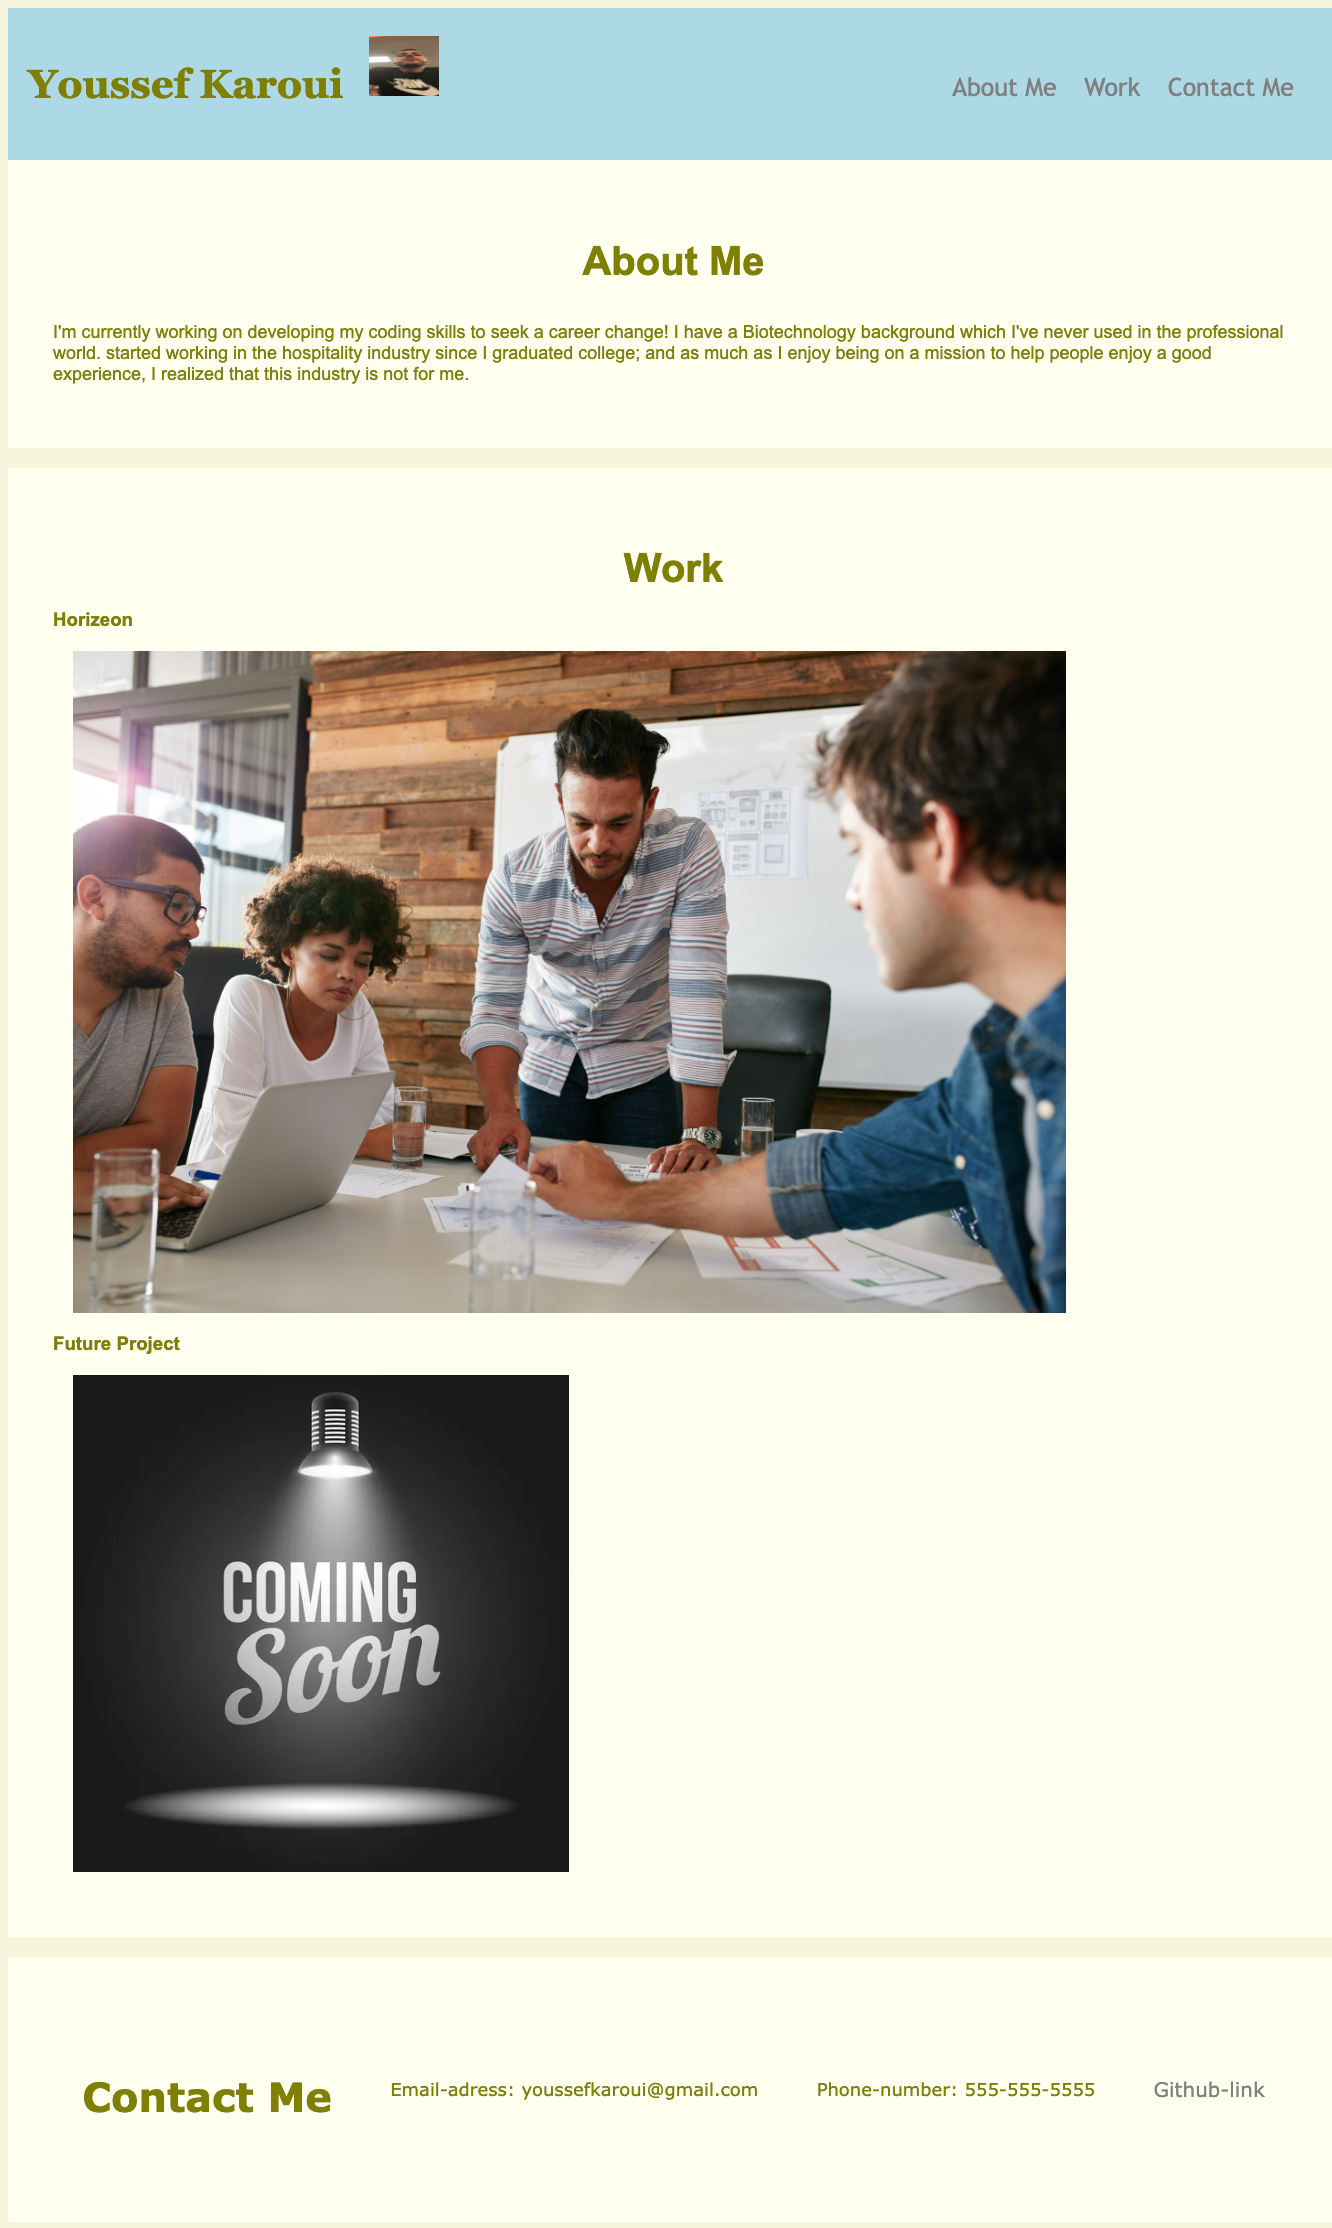 Youssef Karoui
About Me Work Contact Me
About Me
I'm currently working on developing my coding skills to seek a career change! I have a Biotechnology background which I've never used in the professional
world. started working in the hospitality industry since I graduated college; and as much as I enjoy being on a mission to help people enjoy a good
experience, I realized that this industry is not for me.
Work
Horizeon
Future Project
COMING
Soon
Contact Me
Email-adress: youssefkaroui@gmail.com
Phone-number: 555-555-5555
Github-link